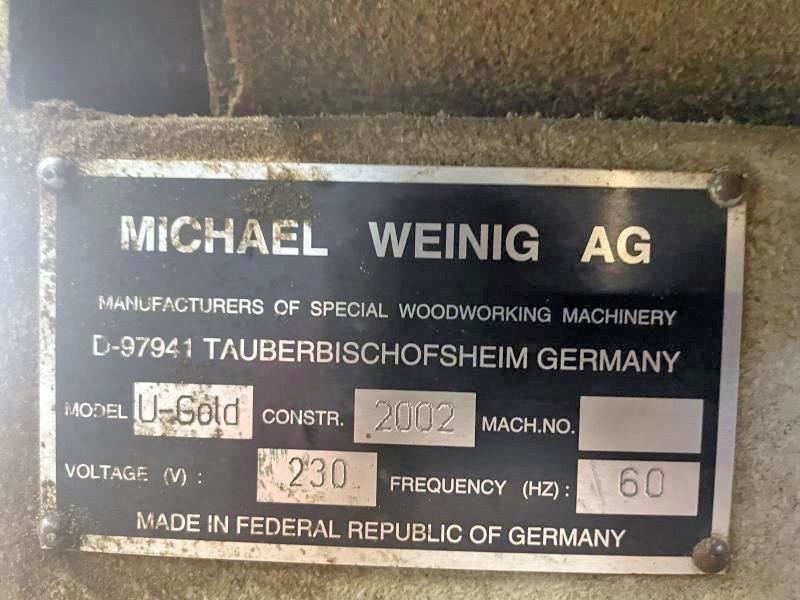 MICHAEL WEINIG AG
MANUFACTURERS OF SPECIAL WOODWORKING MACHINERY
D-97941 TAUBERBISCHOFSHEIM GERMANY
MODEL U-Gold CONSTR. 2002 MACH.NO.
VOLTAGE (V) : 230 FREQUENCY (HZ) : 60
MADE IN FEDERAL REPUBLIC OF GERMANY